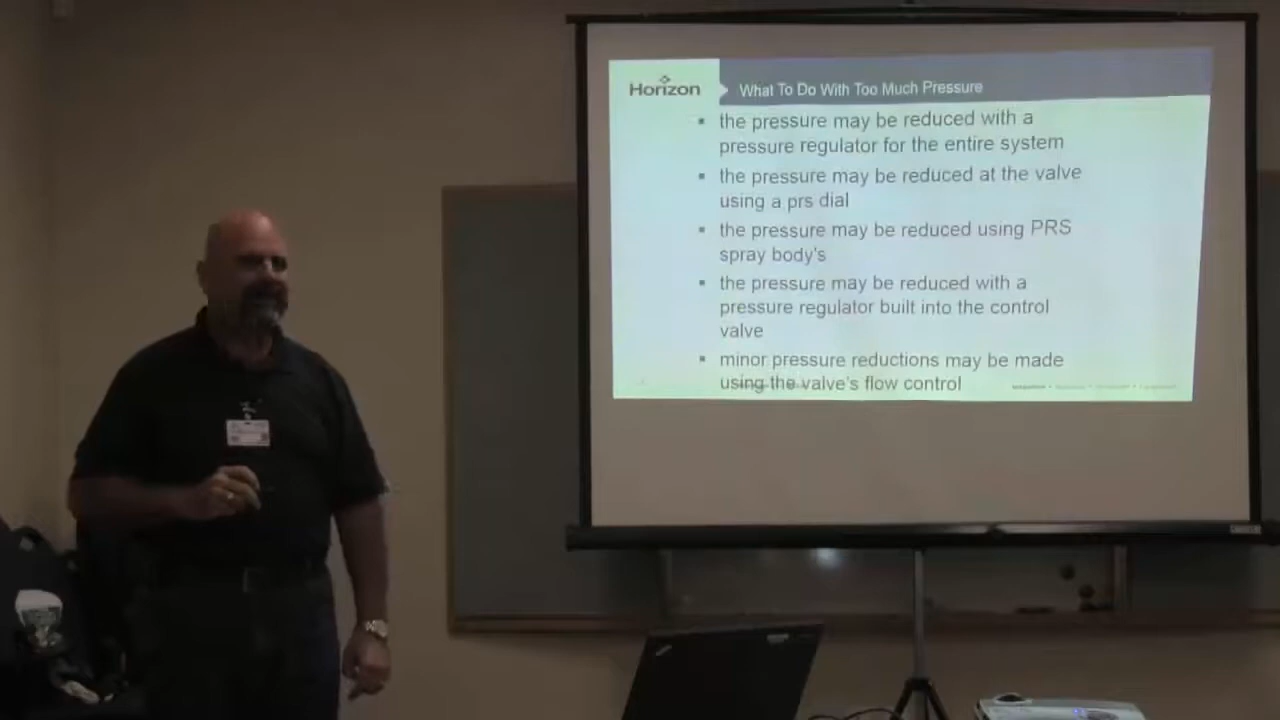 Horizon
What To Do With Too Much Pressure
▪ the pressure may be reduced with a
pressure regulator for the entire system
▪ the pressure may be reduced at the valve
using a prs dial
▪ the pressure may be reduced using PRS
spray body's
▪ the pressure may be reduced with a
pressure regulator built into the control
valve
▪ minor pressure reductions may be made
using the valve's flow control